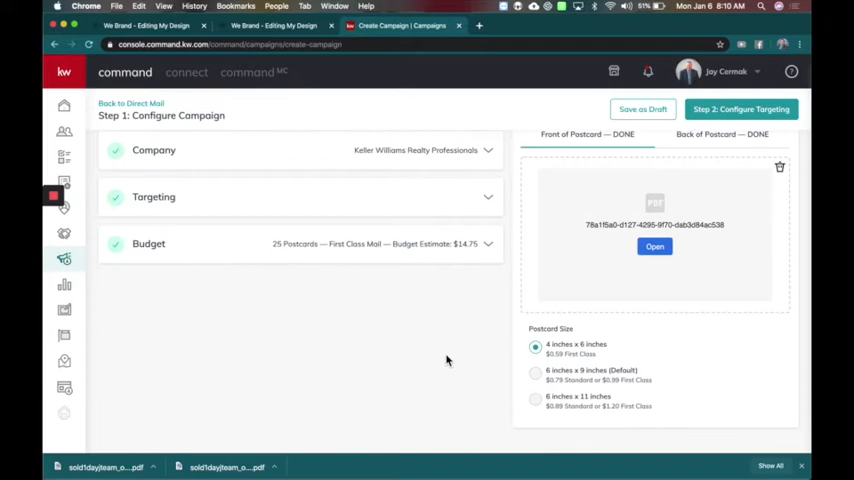 Chrome File Edit View History Bookmarks People Tab Window Help
51% Mon Jan 6 8:10 AM
We Brand - Editing My Design
We Brand - Editing My Design
kw Create Campaign | Campaigns
console.command.kw.com/command/campaigns/create-campaign
kw command connect command MC Jay Cermak
Back to Direct Mail
Step 1: Configure Campaign
Save as Draft
Step 2: Configure Targeting
Front of Postcard — DONE
Back of Postcard — DONE
Company Keller Williams Realty Professionals
Targeting
Budget 25 Postcards — First Class Mail — Budget Estimate: $14.75
PDF
78a1f5a0-d127-4295-9f70-dab3d84ac538
Open
Postcard Size
4 inches x 6 inches
$0.59 First Class
6 inches x 9 inches (Default)
$0.79 Standard or $0.99 First Class
6 inches x 11 inches
$0.89 Standard or $1.20 First Class
sold1dayjteam_o....pdf
sold1dayjteam_o....pdf
Show All